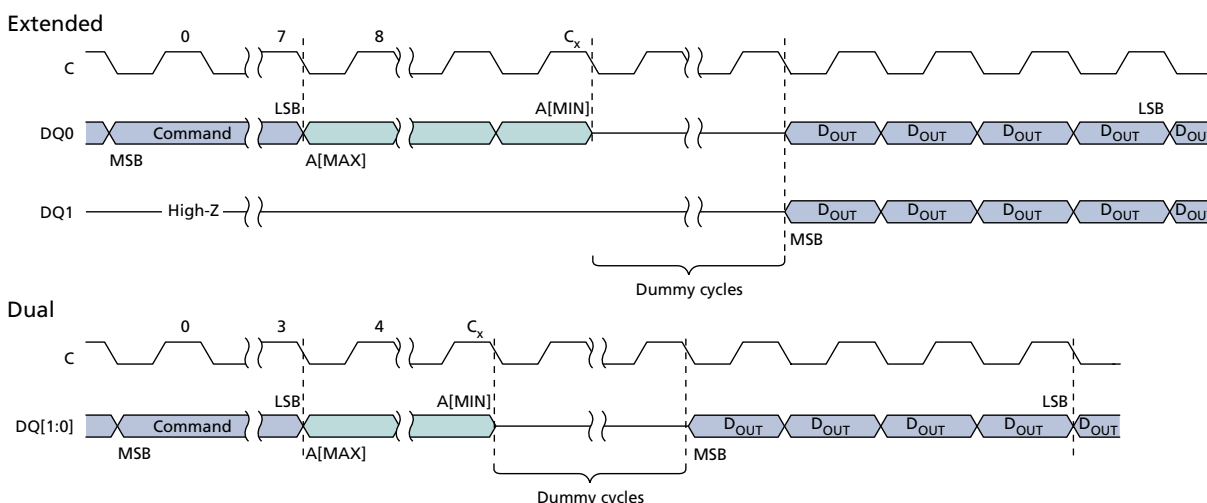 Extended
0 7 8 Cx
C
LSB A[MIN] LSB
DQ0 Command DOUT DOUT DOUT DOUT DOUT
MSB A[MAX]
DQ1 High-Z DOUT DOUT DOUT DOUT DOU
MSB
Dummy cycles
Dual
0 3 4 Cx
C
LSB A[MIN] LSB
DQ[1:0] Command DOUT DOUT DOUT DOUT DOUT
MSB A[MAX] MSB
Dummy cycles